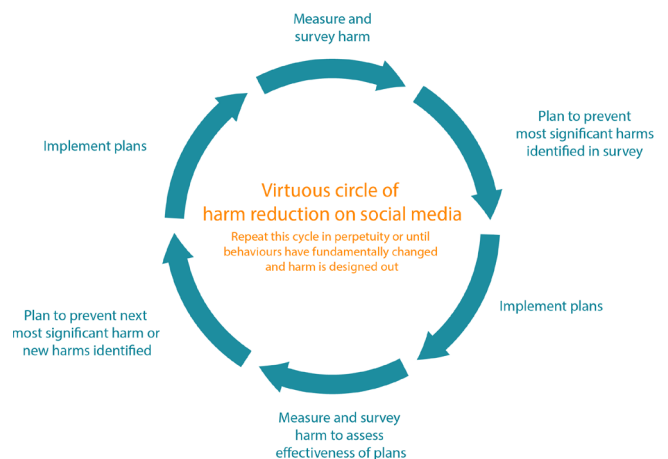 Measure and
survey harm
Plan to prevent
most significant harms
identified in survey
Implement plans
Measure and survey
harm to assess
effectiveness of plans
Plan to prevent next
most significant harm or
new harms identified
Implement plans
Virtuous circle of
harm reduction on social media
Repeat this cycle in perpetuity or until
behaviours have fundamentally changed
and harm is designed out